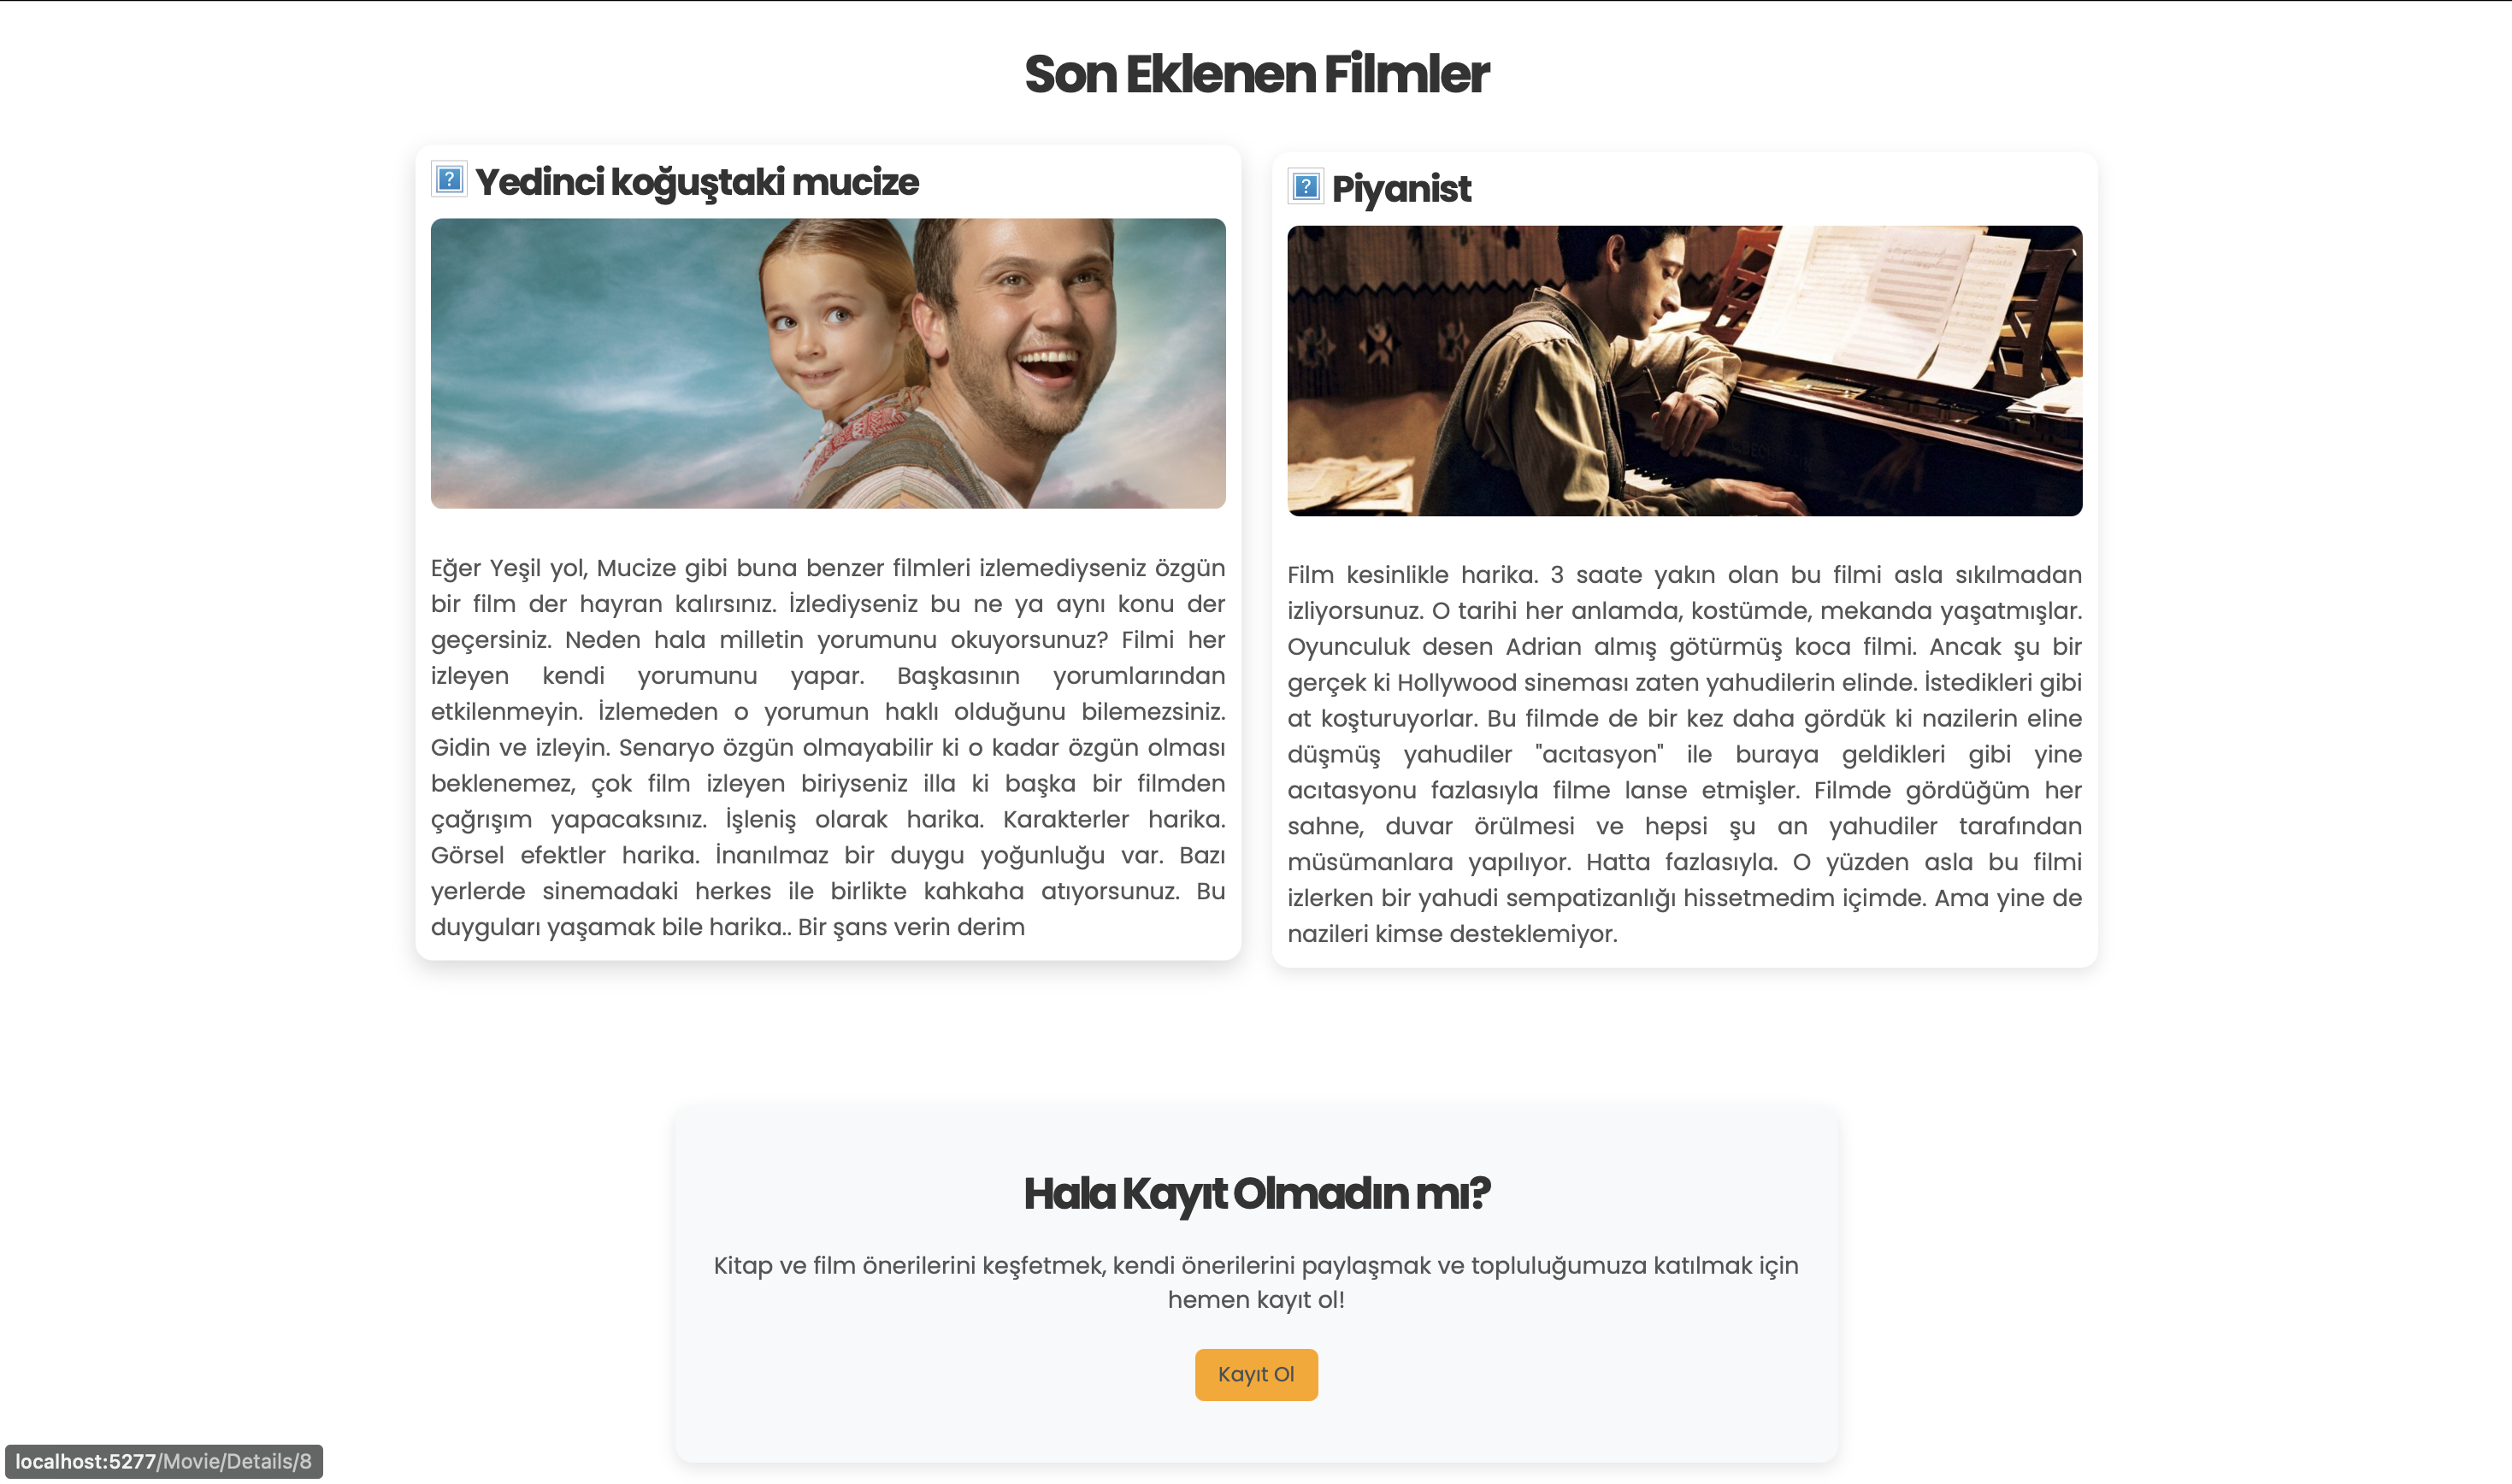 Son Eklenen Filmler
Yedinci koğuştaki mucize
Eğer Yeşil yol, Mucize gibi buna benzer filmleri izlemediyseniz özgün
bir film der hayran kalırsınız. İzlediyseniz bu ne ya aynı konu der
geçersiniz. Neden hala milletin yorumunu okuyorsunuz? Filmi her
izleyen kendi yorumunu yapar. Başkasının yorumlarından
etkilenmeyin. İzlemeden o yorumun haklı olduğunu bilemezsiniz.
Gidin ve izleyin. Senaryo özgün olmayabilir ki o kadar özgün olması
beklenemez, çok film izleyen biriyseniz illa ki başka bir filmden
çağrışım yapacaksınız. İşleniş olarak harika. Karakterler harika.
Görsel efektler harika. İnanılmaz bir duygu yoğunluğu var. Bazı
yerlerde sinemadaki herkes ile birlikte kahkaha atıyorsunuz. Bu
duyguları yaşamak bile harika.. Bir şans verin derim
Piyanist
Film kesinlikle harika. 3 saate yakın olan bu filmi asla sıkılmadan
izliyorsunuz. O tarihi her anlamda, kostümde, mekanda yaşatmışlar.
Oyunculuk desen Adrian almış götürmüş koca filmi. Ancak şu bir
gerçek ki Hollywood sineması zaten yahudilerin elinde. İstedikleri gibi
at koşturuyorlar. Bu filmde de bir kez daha gördük ki nazilerin eline
düşmüş yahudiler "acıtasyon" ile buraya geldikleri gibi yine
acıtasyonu fazlasıyla filme lanse etmişler. Filmde gördüğüm her
sahne, duvar örülmesi ve hepsi şu an yahudiler tarafından
müsümanlara yapılıyor. Hatta fazlasıyla. O yüzden asla bu filmi
izlerken bir yahudi sempatizanlığı hissetmedim içimde. Ama yine de
nazileri kimse desteklemiyor.
Hala Kayıt Olmadın mı?
Kitap ve film önerilerini keşfetmek, kendi önerilerini paylaşmak ve topluluğumuza katılmak için
hemen kayıt ol!
Kayıt Ol
localhost:5277/Movie/Details/8